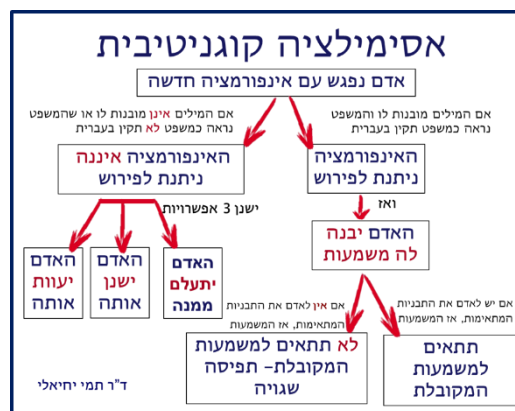 אסימילציה קוגניטיבית
אדם נפגש עם אינפורמציה חדשה
אם המילים מובנות לו והמשפט
נראה כמשפט תקין בעברית
אם המילים אינן מובנות לו או שהמשפט
נראה כמשפט לא תקין בעברית
האינפורמציה
ניתנת לפירוש
האינפורמציה איננה
ניתנת לפירוש
ואז
ישנן 3 אפשרויות
האדם יבנה
לה משמעות
האדם
יתעלם
ממנה
האדם
ישנן
אותה
האדם
יעוות
אותה
אם יש לאדם את התבניות
המתאימות, אז המשמעות
אם אין לאדם את התבניות
המתאימות, אז המשמעות
תתאים
למשמעות
המקובלת
לא תתאים למשמעות
המקובלת- תפיסה
שגויה
ד"ר תמי יחיאלי